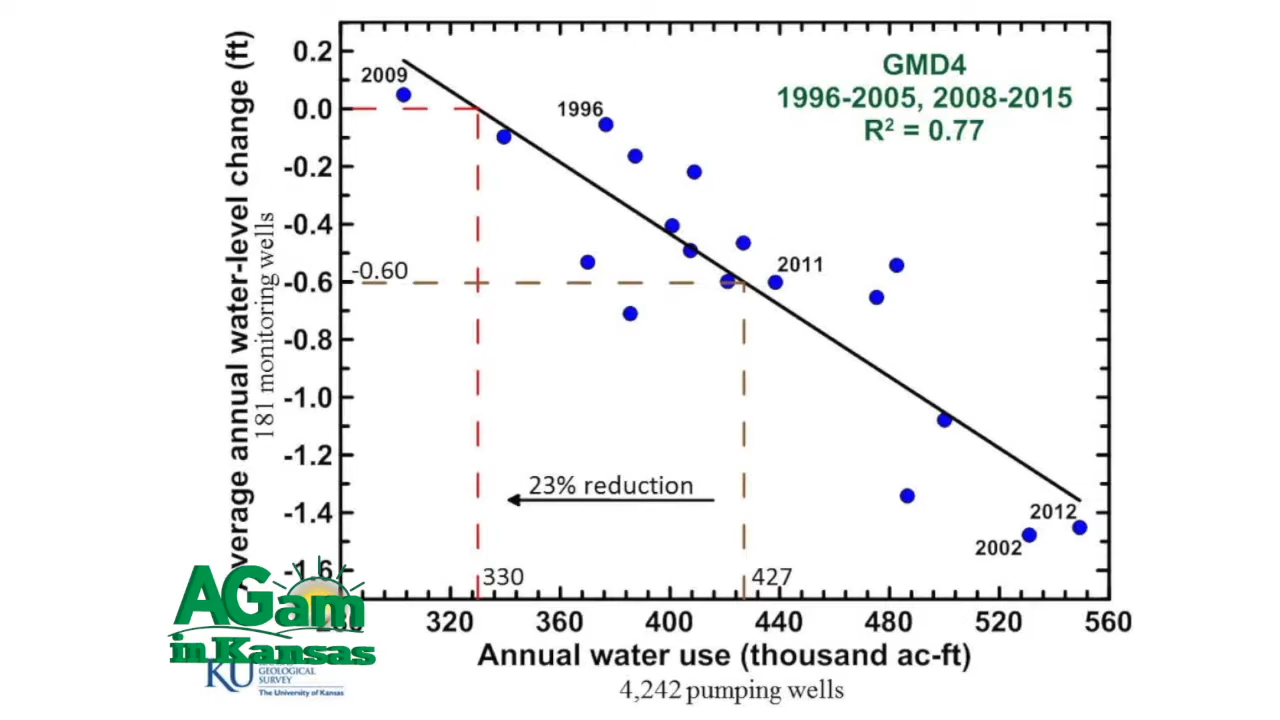 GMD4
1996-2005, 2008-2015
R² = 0.77
verage annual water-level change (ft)
181 monitoring wells
0.2
0.0
-0.2
-0.4
-0.6
-0.8
-1.0
-1.2
-1.4
-1.6
2009
1996
-0.60
2011
23% reduction
2012
2002
330
427
320
360
400
440
480
520
560
Annual water use (thousand ac-ft)
4,242 pumping wells
AGam
in Kansas
KU
GEOLOGICAL
SURVEY
The University of Kansas